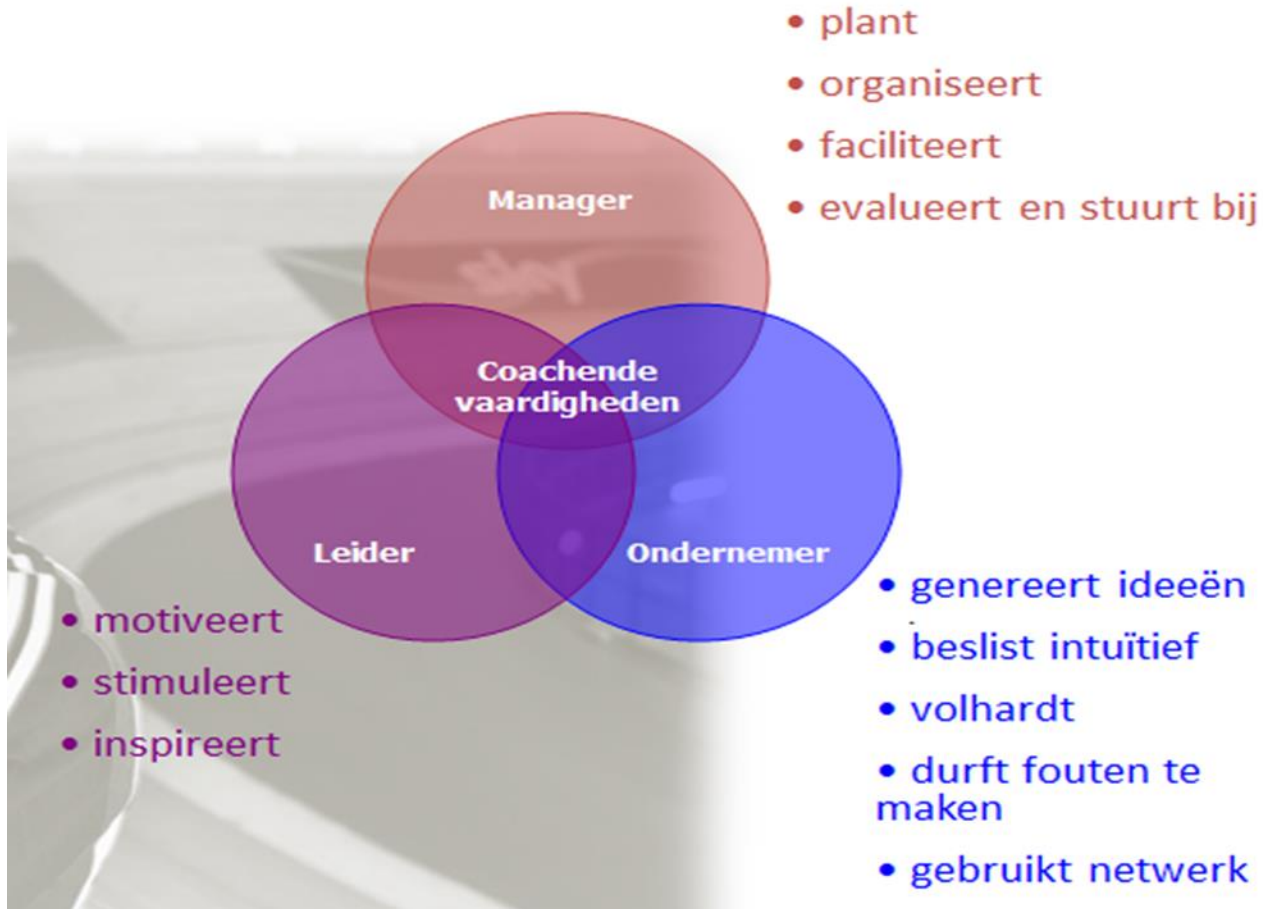 • plant
• organiseert
• faciliteert
• evalueert en stuurt bij
Manager
Coachende
vaardigheden
Leider
Ondernemer
• motiveert
• stimuleert
• inspireert
• genereert ideeën
• beslist intuïtief
• volhardt
• durft fouten te
maken
• gebruikt netwerk